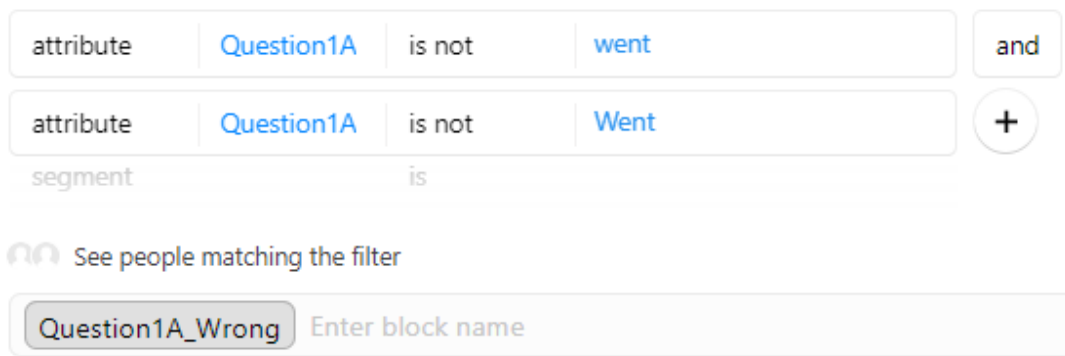 attribute Question1A is not went and
attribute Question1A is not Went +
segment is
See people matching the filter
Question1A_Wrong Enter block name